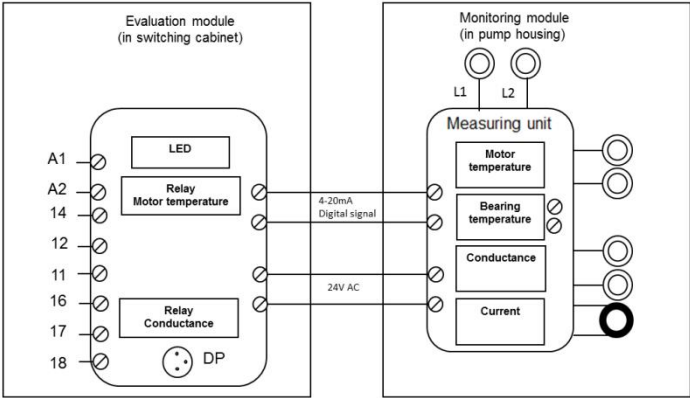 Evaluation module
(in switching cabinet)
Monitoring module
(in pump housing)
L1
L2
Measuring unit
LED
Relay
Motor temperature
A1
A2
14
12
11
16
17
18
Relay
Conductance
DP
4-20mA
Digital signal
24V AC
Motor
temperature
Bearing
temperature
Conductance
Current